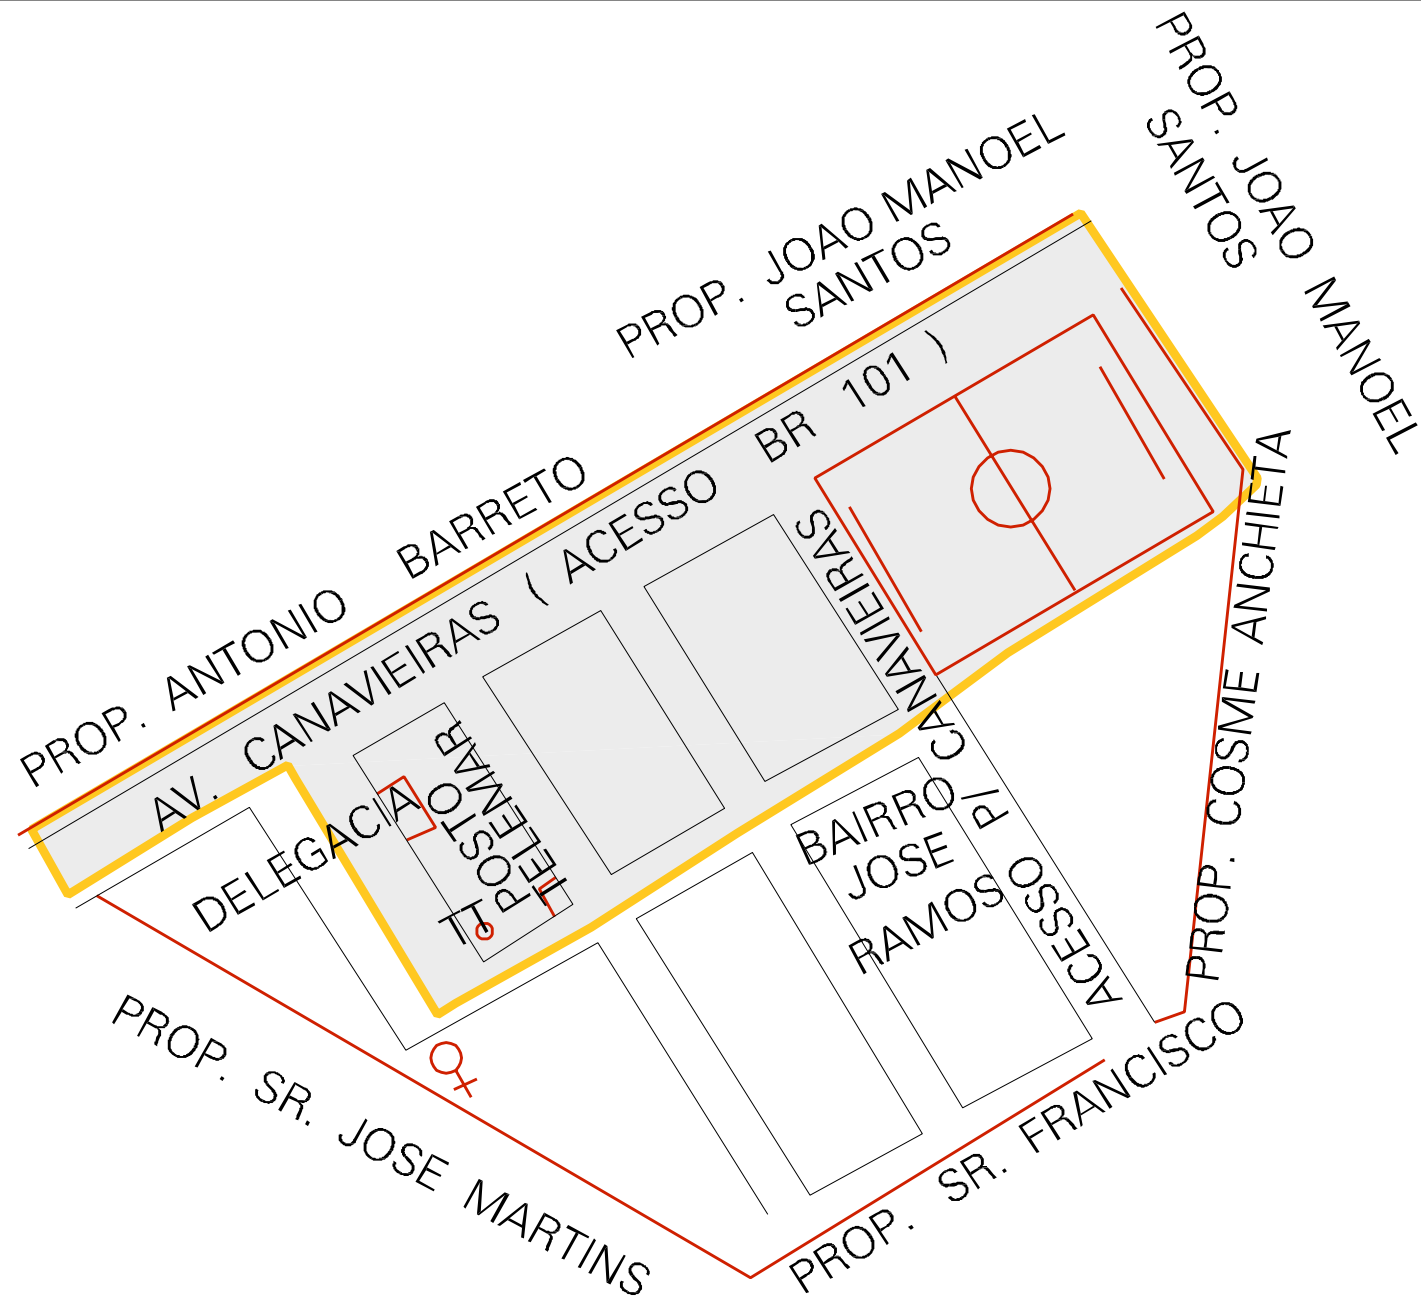 PROP. JOAO MANOEL
SANTOS
PROP. JOAO MANOEL
SANTOS
PROP. ANTONIO BARRETO
AV. CANAVIEIRAS ( ACESSO BR 101 )
DELEGACIA
POSTO
TELEMAR
TJ
ACESSO P/ CANAVIEIRAS
BAIRRO
JOSE
RAMOS
PROP. COSME ANCHIETA
PROP. SR. JOSE MARTINS
PROP. SR. FRANCISCO